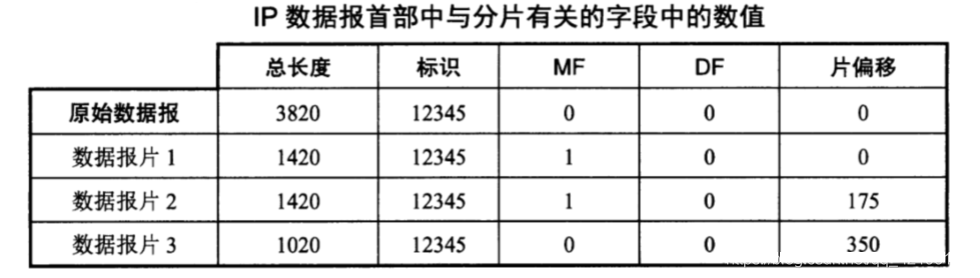 IP 数据报首部中与分片有关的字段中的数值
总长度 标识 MF DF 片偏移
原始数据报 3820 12345 0 0 0
数据报片 1 1420 12345 1 0 0
数据报片 2 1420 12345 1 0 175
数据报片 3 1020 12345 0 0 350